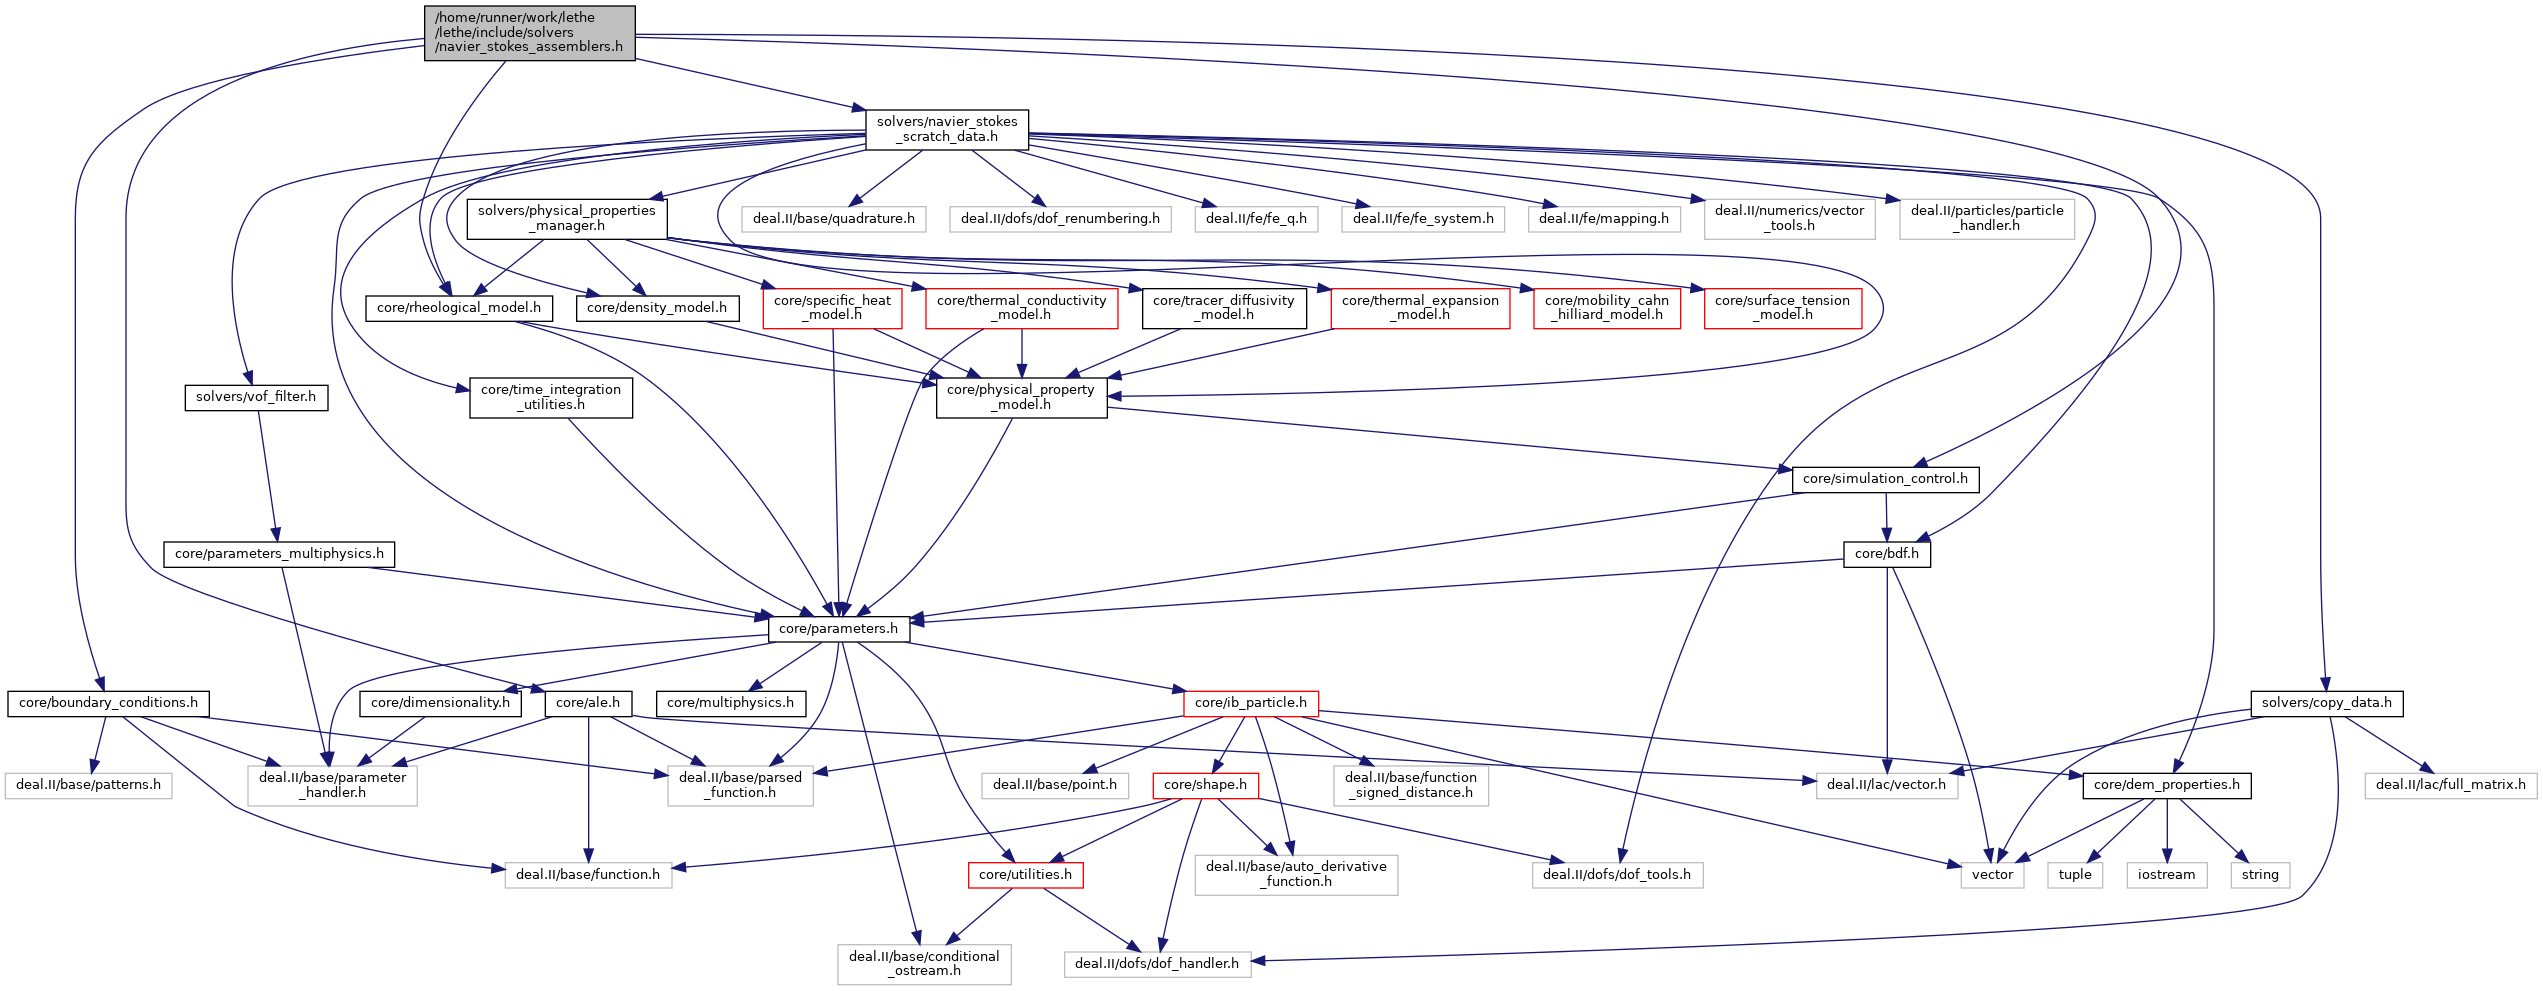 /home/runner/work/lethe
/lethe/include/solvers
/navier_stokes_assemblers.h
solvers/navier_stokes
_scratch_data.h
solvers/physical_properties
_manager.h
deal.II/base/quadrature.h
deal.II/dofs/dof_renumbering.h
deal.II/fe/fe_q.h
deal.II/fe/fe_system.h
deal.II/fe/mapping.h
deal.II/numerics/vector
_tools.h
deal.II/particles/particle
_handler.h
core/rheological_model.h
core/density_model.h
core/specific_heat
_model.h
core/thermal_conductivity
_model.h
core/tracer_diffusivity
_model.h
core/thermal_expansion
_model.h
core/mobility_cahn
_hilliard_model.h
core/surface_tension
_model.h
solvers/vof_filter.h
core/time_integration
_utilities.h
core/physical_property
_model.h
core/simulation_control.h
core/parameters_multiphysics.h
core/bdf.h
core/parameters.h
core/boundary_conditions.h
core/dimensionality.h
core/ale.h
core/multiphysics.h
core/ib_particle.h
solvers/copy_data.h
deal.II/base/patterns.h
deal.II/base/parameter
_handler.h
deal.II/base/parsed
_function.h
deal.II/base/point.h
core/shape.h
deal.II/base/function
_signed_distance.h
deal.II/lac/vector.h
core/dem_properties.h
deal.II/lac/full_matrix.h
deal.II/base/function.h
core/utilities.h
deal.II/base/auto_derivative
_function.h
deal.II/dofs/dof_tools.h
vector
tuple
iostream
string
deal.II/base/conditional
_ostream.h
deal.II/dofs/dof_handler.h